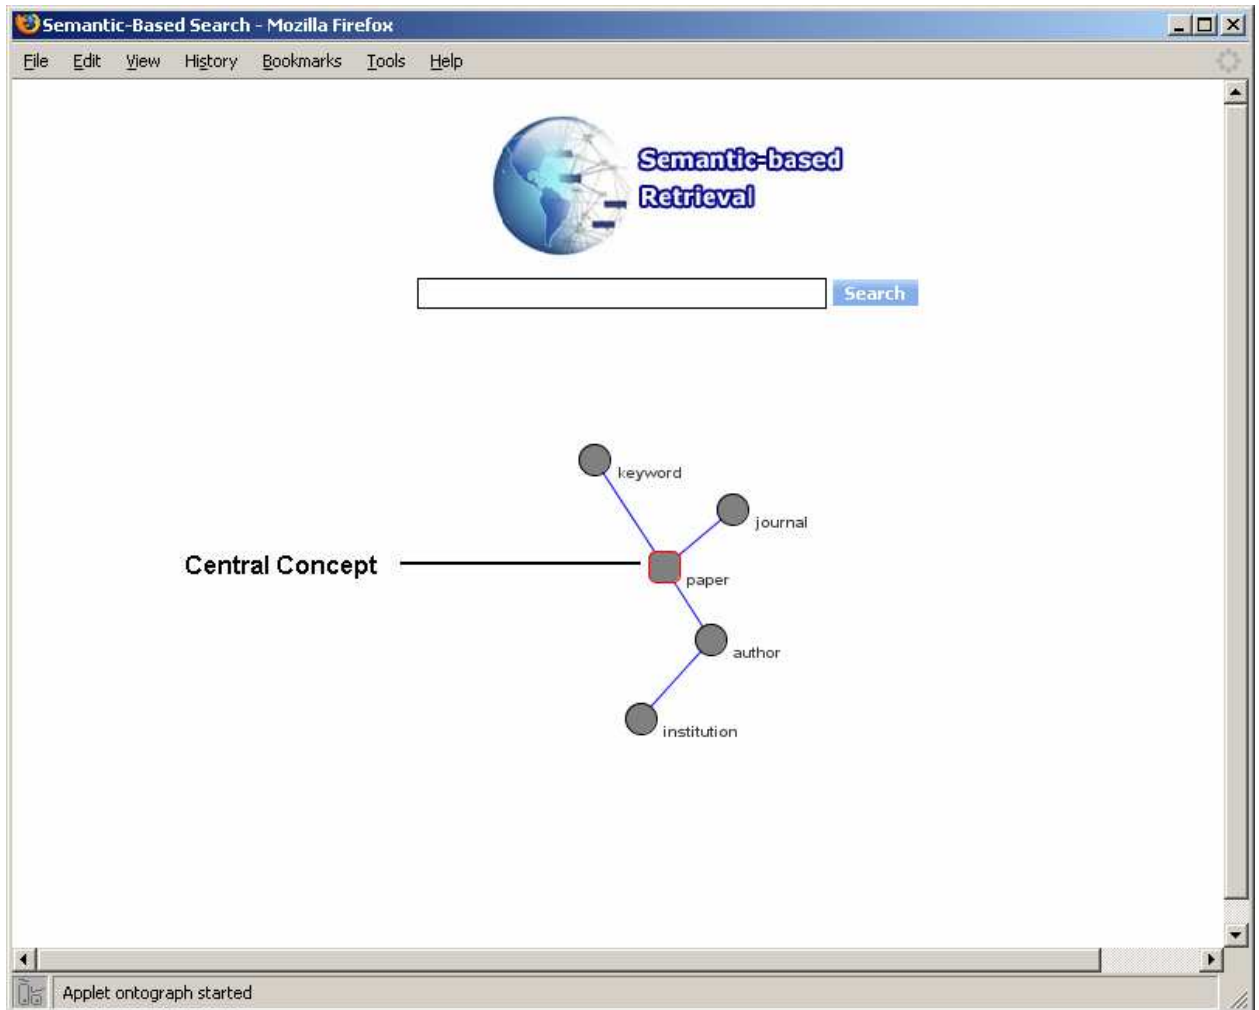 Semantic-Based Search - Mozilla Firefox
File Edit View History Bookmarks Tools Help
Semantic-based
Retrieval
Search
keyword
journal
Central Concept
paper
author
institution
Applet ontograph started